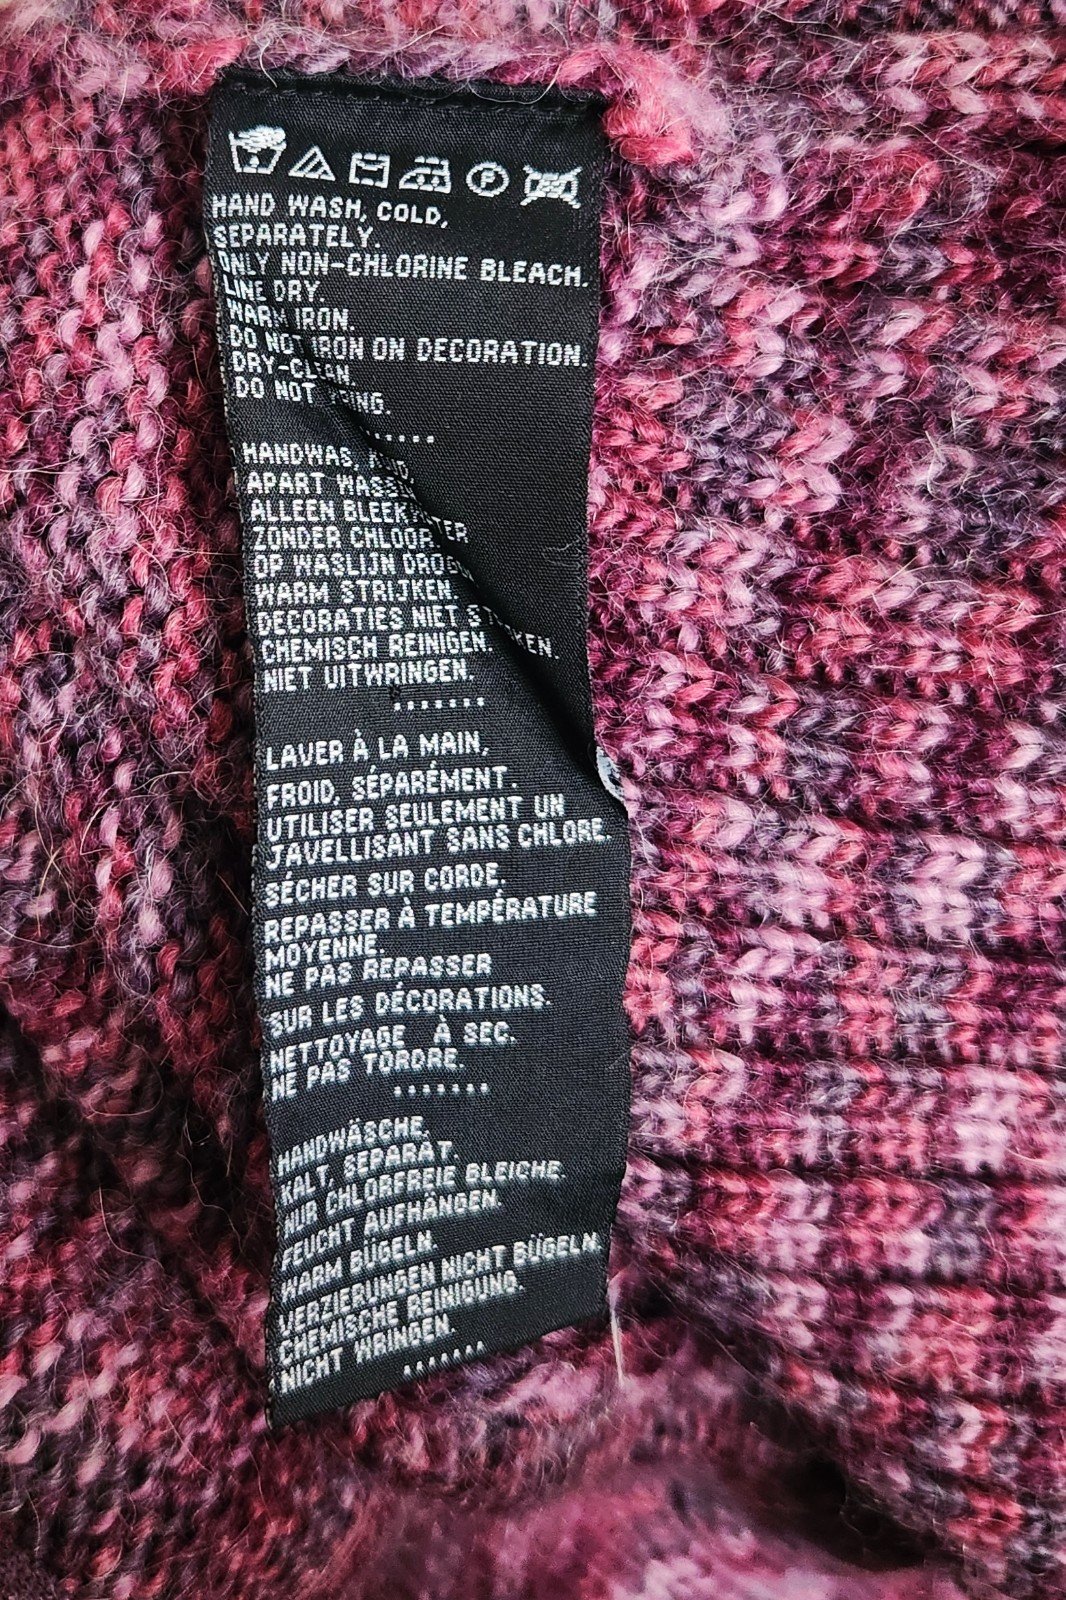 P
HAND WASH, COLD,
SEPARATELY.
ONLY NON-CHLORINE BLEACH.
LINE DRY.
WARM IRON.
DO NOT IRON ON DECORATION.
DRY-CLEAN.
DO NOT
.....
HANDWAS,
APART
ALLEEN
ZONDER CHLOOR
OP WASLIJN
WARM STRIJKEN
DECORATIES NIET
CHEMISCH REINIGEN.
NIET UITWRINGEN.
.......
LAVER À LA MAIN,
FROID, SÉPARÉMENT.
UTILISER SEULEMENT UN
JAVELLISANT SANS CHLORE.
SÉCHER SUR CORDE.
REPASSER À TEMPÉRATURE
MOYENNE.
NE PAS REPASSER
SUR LES DÉCORATIONS.
NETTOYAGE À SEC.
NE PAS TORDRE.
.......
HANDWÄSCHE,
KALT, SEPARAT.
NUR CHLORFREIE BLEICHE.
FEUCHT AUFHÄNGEN.
WARM BÜGELN.
VERZIERUNGEN NICHT BÜGELN.
CHEMISCHE REINIGUNG.
NICHT WRINGEN.
.......